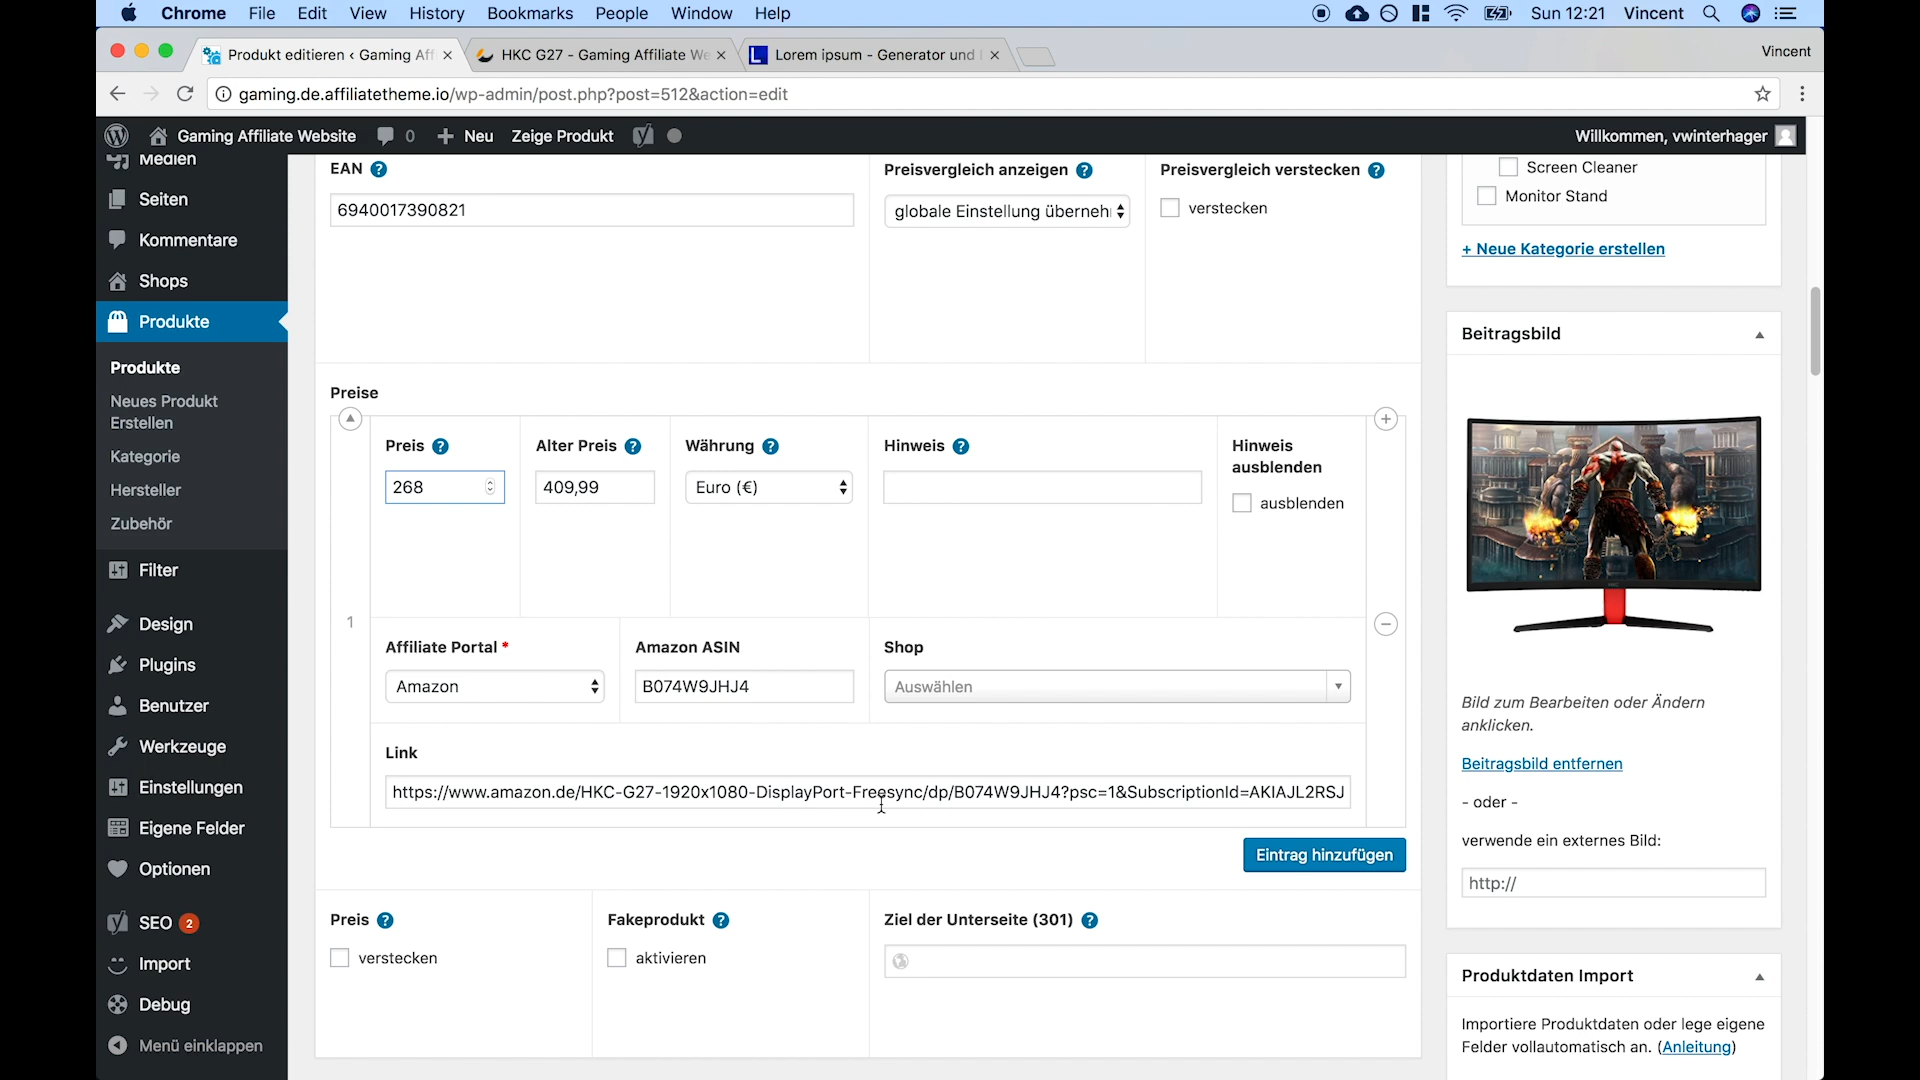 Chrome File Edit View History Bookmarks People Window Help Sun 12:21 Vincent
Produkt editieren ‹ Gaming Aff HKC G27 - Gaming Affiliate We Lorem ipsum - Generator und Vincent
gaming.de.affiliatetheme.io/wp-admin/post.php?post=512&action=edit
Gaming Affiliate Website 0 Neu Zeige Produkt Willkommen, vwinterhager
Medien
Seiten
Kommentare
Shops
Produkte
Produkte
Neues Produkt
Erstellen
Kategorie
Hersteller
Zubehör
Filter
Design
Plugins
Benutzer
Werkzeuge
Einstellungen
Eigene Felder
Optionen
SEO 2
Import
Debug
Menü einklappen
EAN ?
6940017390821
Preisvergleich anzeigen ?
globale Einstellung übernehi
Preisvergleich verstecken ?
verstecken
Preise
Preis ?
268
Alter Preis ?
409,99
Währung ?
Euro (€)
Hinweis ?
Hinweis
ausblenden
ausblenden
1
Affiliate Portal *
Amazon
Amazon ASIN
B074W9JHJ4
Shop
Auswählen
Link
https://www.amazon.de/HKC-G27-1920x1080-DisplayPort-Freesync/dp/B074W9JHJ4?psc=1&SubscriptionId=AKIAJL2RSJ
Eintrag hinzufügen
Preis ?
verstecken
Fakeprodukt ?
aktivieren
Ziel der Unterseite (301) ?
Screen Cleaner
Monitor Stand
+ Neue Kategorie erstellen
Beitragsbild
Bild zum Bearbeiten oder Ändern
anklicken.
Beitragsbild entfernen
- oder -
verwende ein externes Bild:
http://
Produktdaten Import
Importiere Produktdaten oder lege eigene
Felder vollautomatisch an. (Anleitung)